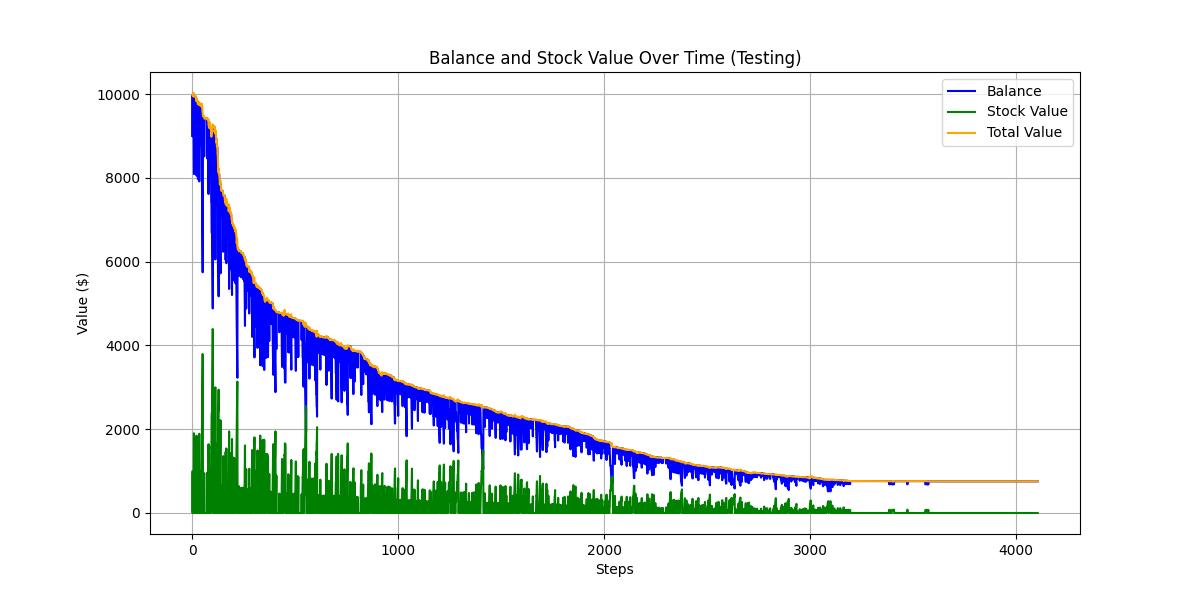 Balance and Stock Value Over Time (Testing)
Balance
Stock Value
Total Value
10000
8000
6000
4000
2000
0
Value ($)
0 1000 2000 3000 4000
Steps